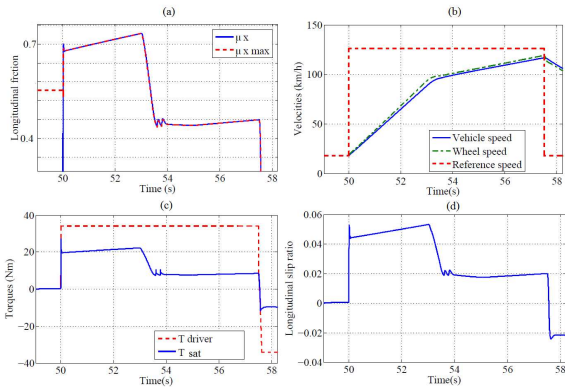 (a)
0.7
0.4
Longitudinal friction
μ x
μ x max
50 52 54 56 58
Time (s)
(b)
150
100
50
0
Velocities (km/h)
Vehicle speed
Wheel speed
Reference speed
50 52 54 56 58
Time(s)
(c)
40
20
0
-20
-40
Torques (Nm)
T driver
T sat
50 52 54 56 58
Time(s)
(d)
0.06
0.04
0.02
0
−0.02
−0.04
Longitudinal slip ratio
50 52 54 56 58
Time(s)